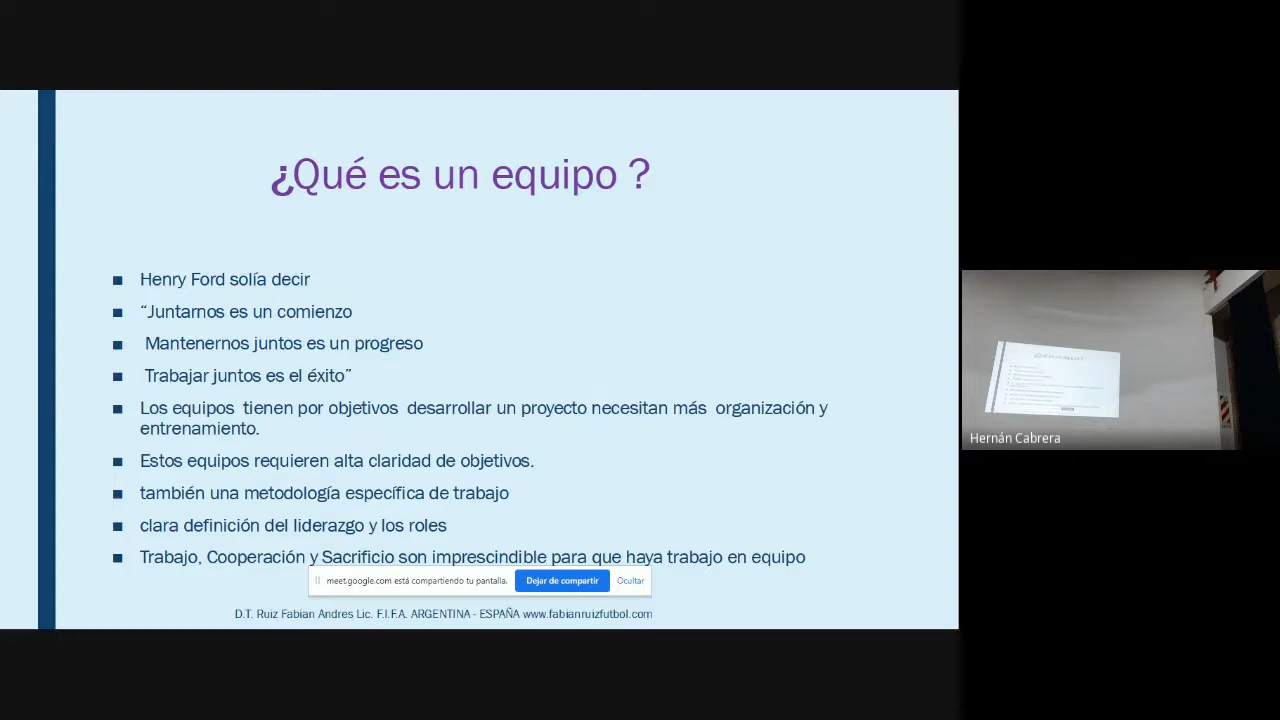 ¿Qué es un equipo ?
■ Henry Ford solía decir
■ “Juntarnos es un comienzo
■ Mantenernos juntos es un progreso
■ Trabajar juntos es el éxito”
■ Los equipos tienen por objetivos desarrollar un proyecto necesitan más organización y
entrenamiento.
■ Estos equipos requieren alta claridad de objetivos.
■ también una metodología específica de trabajo
■ clara definición del liderazgo y los roles
■ Trabajo, Cooperación y Sacrificio son imprescindible para que haya trabajo en equipo
meet.google.com está compartiendo tu pantalla. Dejar de compartir Ocultar
D.T. Ruiz Fabian Andres Lic. F.I.F.A. ARGENTINA - ESPAÑA www.fabianruizfutbol.com
¿Qué es un equipo ?
Hernán Cabrera